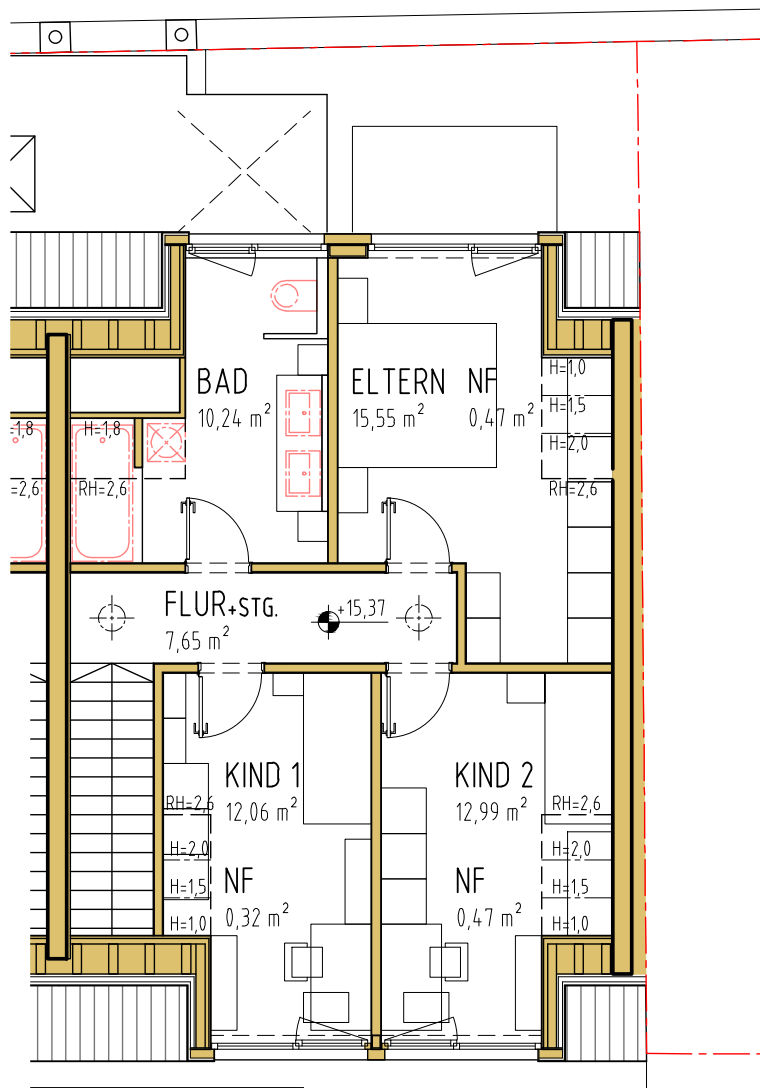 BAD
10,24 m²
ELTERN NF
15,55 m² 0,47 m²
H=1,0
H=1,5
H=2,0
RH=2,6
=1,8
H=1,8
=2,6
RH=2,6
FLUR+STG.
7,65 m²
+15,37
KIND 1
12,06 m²
RH=2,6
H=2,0
H=1,5
H=1,0
NF
0,32 m²
KIND 2
12,99 m²
NF
0,47 m²
RH=2,6
H=2,0
H=1,5
H=1,0